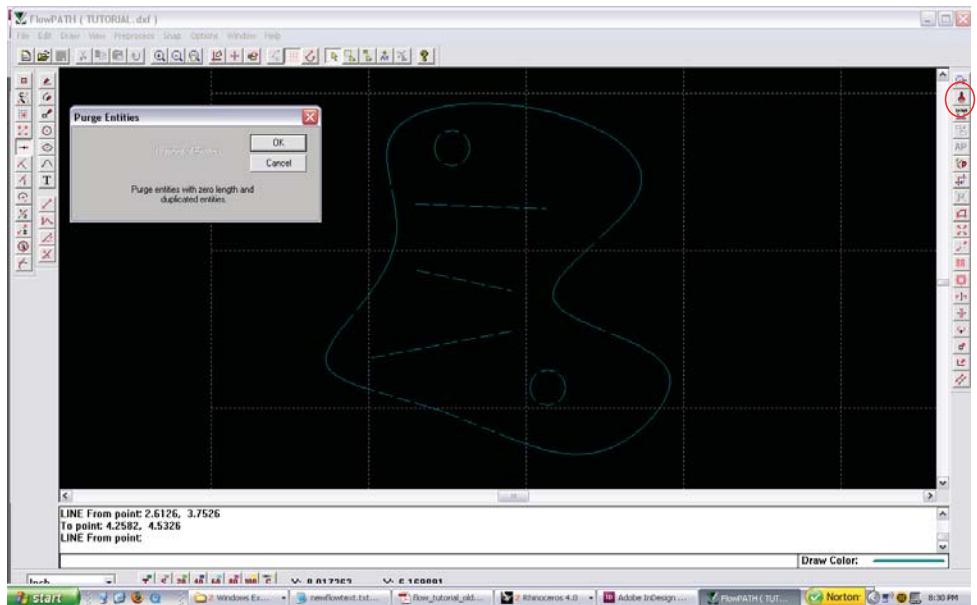 FlowPATH ( TUTORIAL.dxf )
File Edit Draw View Preprocess Snap Options Window Help
Purge Entities
OK
Cancel
Purge entities with zero length and
duplicated entities.
T
AP
LINE From point: 2.6126, 3.7526
To point: 4.2582, 4.5326
LINE From point:
Draw Color:
Inch
start
2 Windows Ex...
newflowtext.txt...
flow_tutorial_old...
2 Rhinoceros 4.0
Adobe InDesign ...
FlowPATH ( TUT...
Norton
8:30 PM